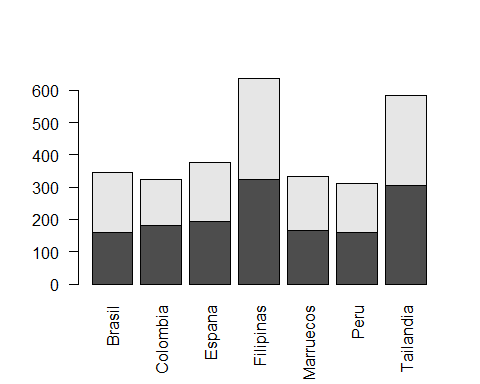 600
500
400
300
200
100
0
Brasil
Colombia
Espana
Filipinas
Marruecos
Peru
Tailandia